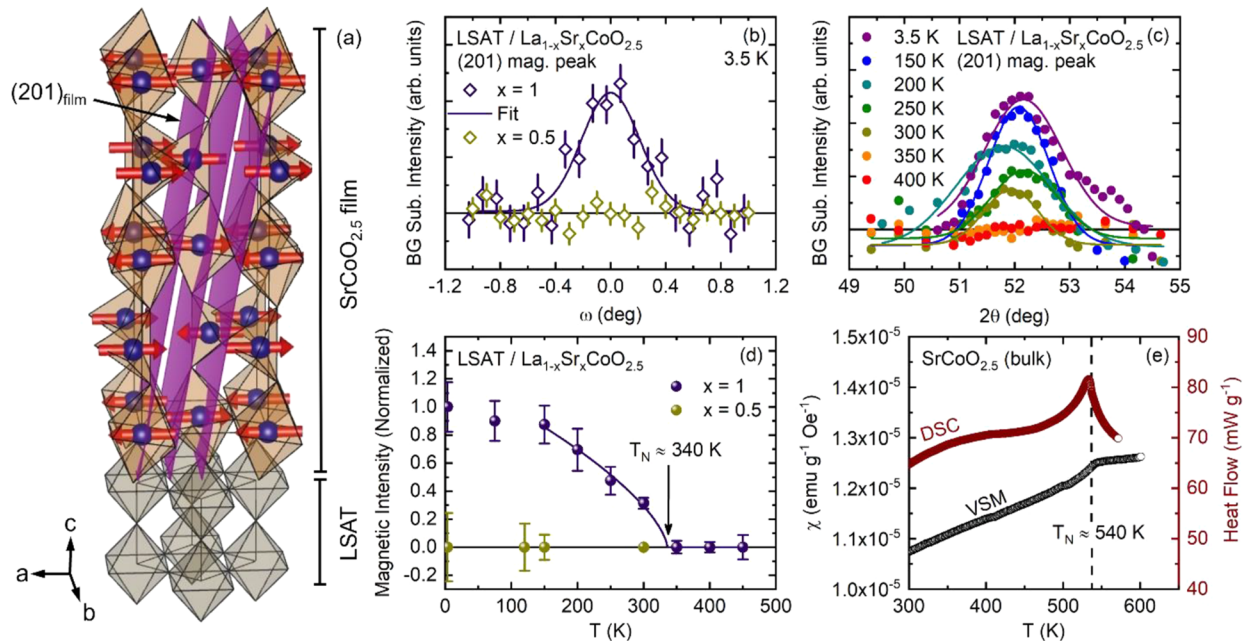 (a)
(201)film
SrCoO2.5 film
LSAT
c
a
b
BG Sub. Intensity (arb. units)
LSAT / La1-xSrxCoO2.5 (b)
(201) mag. peak 3.5 K
x = 1
Fit
x = 0.5
-1.2 -0.8 -0.4 0.0 0.4 0.8 1.2
ω (deg)
BG Sub. Intensity (arb. units)
3.5 K
150 K
200 K
250 K
300 K
350 K
400 K
LSAT / La1-xSrxCoO2.5 (c)
(201) mag. peak
49 50 51 52 53 54 55
2θ (deg)
Magnetic Intensity (Normalized)
1.4
1.2
1.0
0.8
0.6
0.4
0.2
0.0
-0.2
LSAT / La1-xSrxCoO2.5 (d)
x = 1
x = 0.5
TN ≈ 340 K
0 100 200 300 400 500
T (K)
χ (emu g-1 Oe-1)
1.5x10-5
1.4x10-5
1.3x10-5
1.2x10-5
1.1x10-5
1.0x10-5
SrCoO2.5 (bulk) (e)
DSC
VSM
TN ≈ 540 K
300 400 500 600
T (K)
90
80
70
60
50
40
Heat Flow (mW g-1)